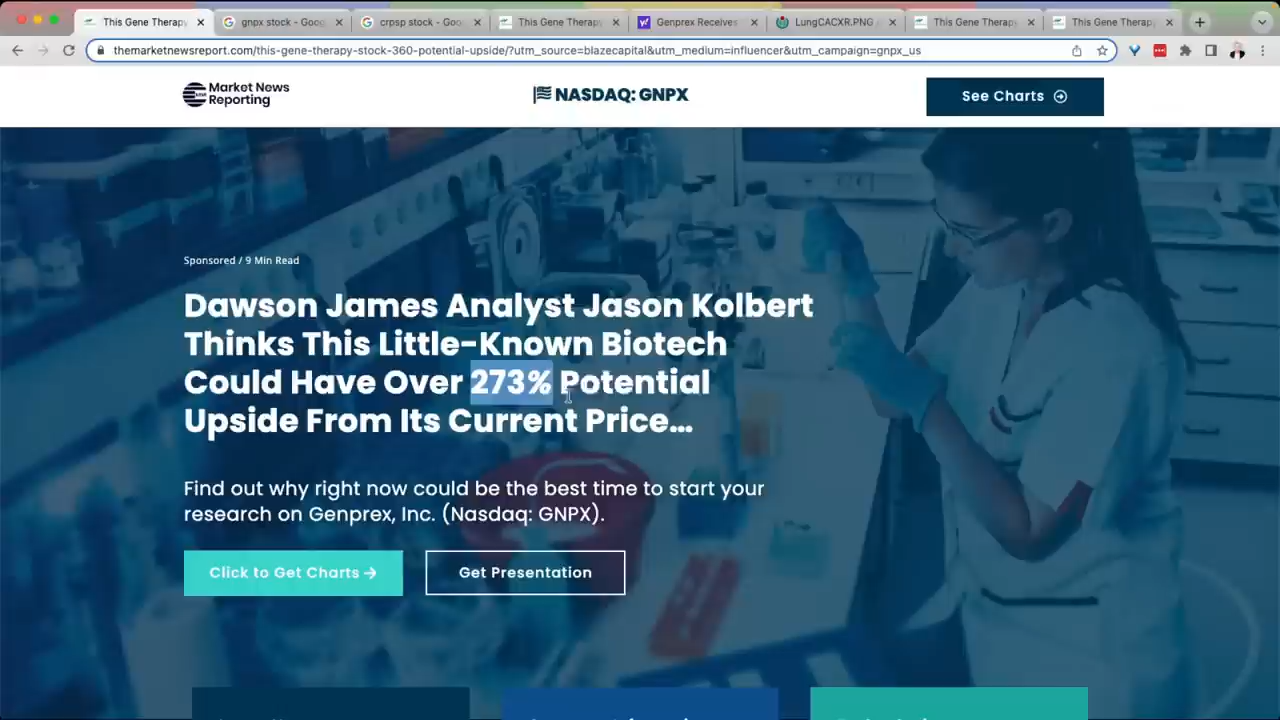 This Gene Therapy
gnpx stock - Goog
crpsp stock - Goo
This Gene Therapy
Genprex Receives
LungCACXR.PNG
This Gene Therapy
This Gene Therapy
themarketnewsreport.com/this-gene-therapy-stock-360-potential-upside/?utm_source=blazecapital&utm_medium=influencer&utm_campaign=gnpx_us
Market News
Reporting
NASDAQ: GNPX
See Charts
Sponsored / 9 Min Read
Dawson James Analyst Jason Kolbert
Thinks This Little-Known Biotech
Could Have Over 273% Potential
Upside From Its Current Price...
Find out why right now could be the best time to start your
research on Genprex, Inc. (Nasdaq: GNPX).
Click to Get Charts
Get Presentation